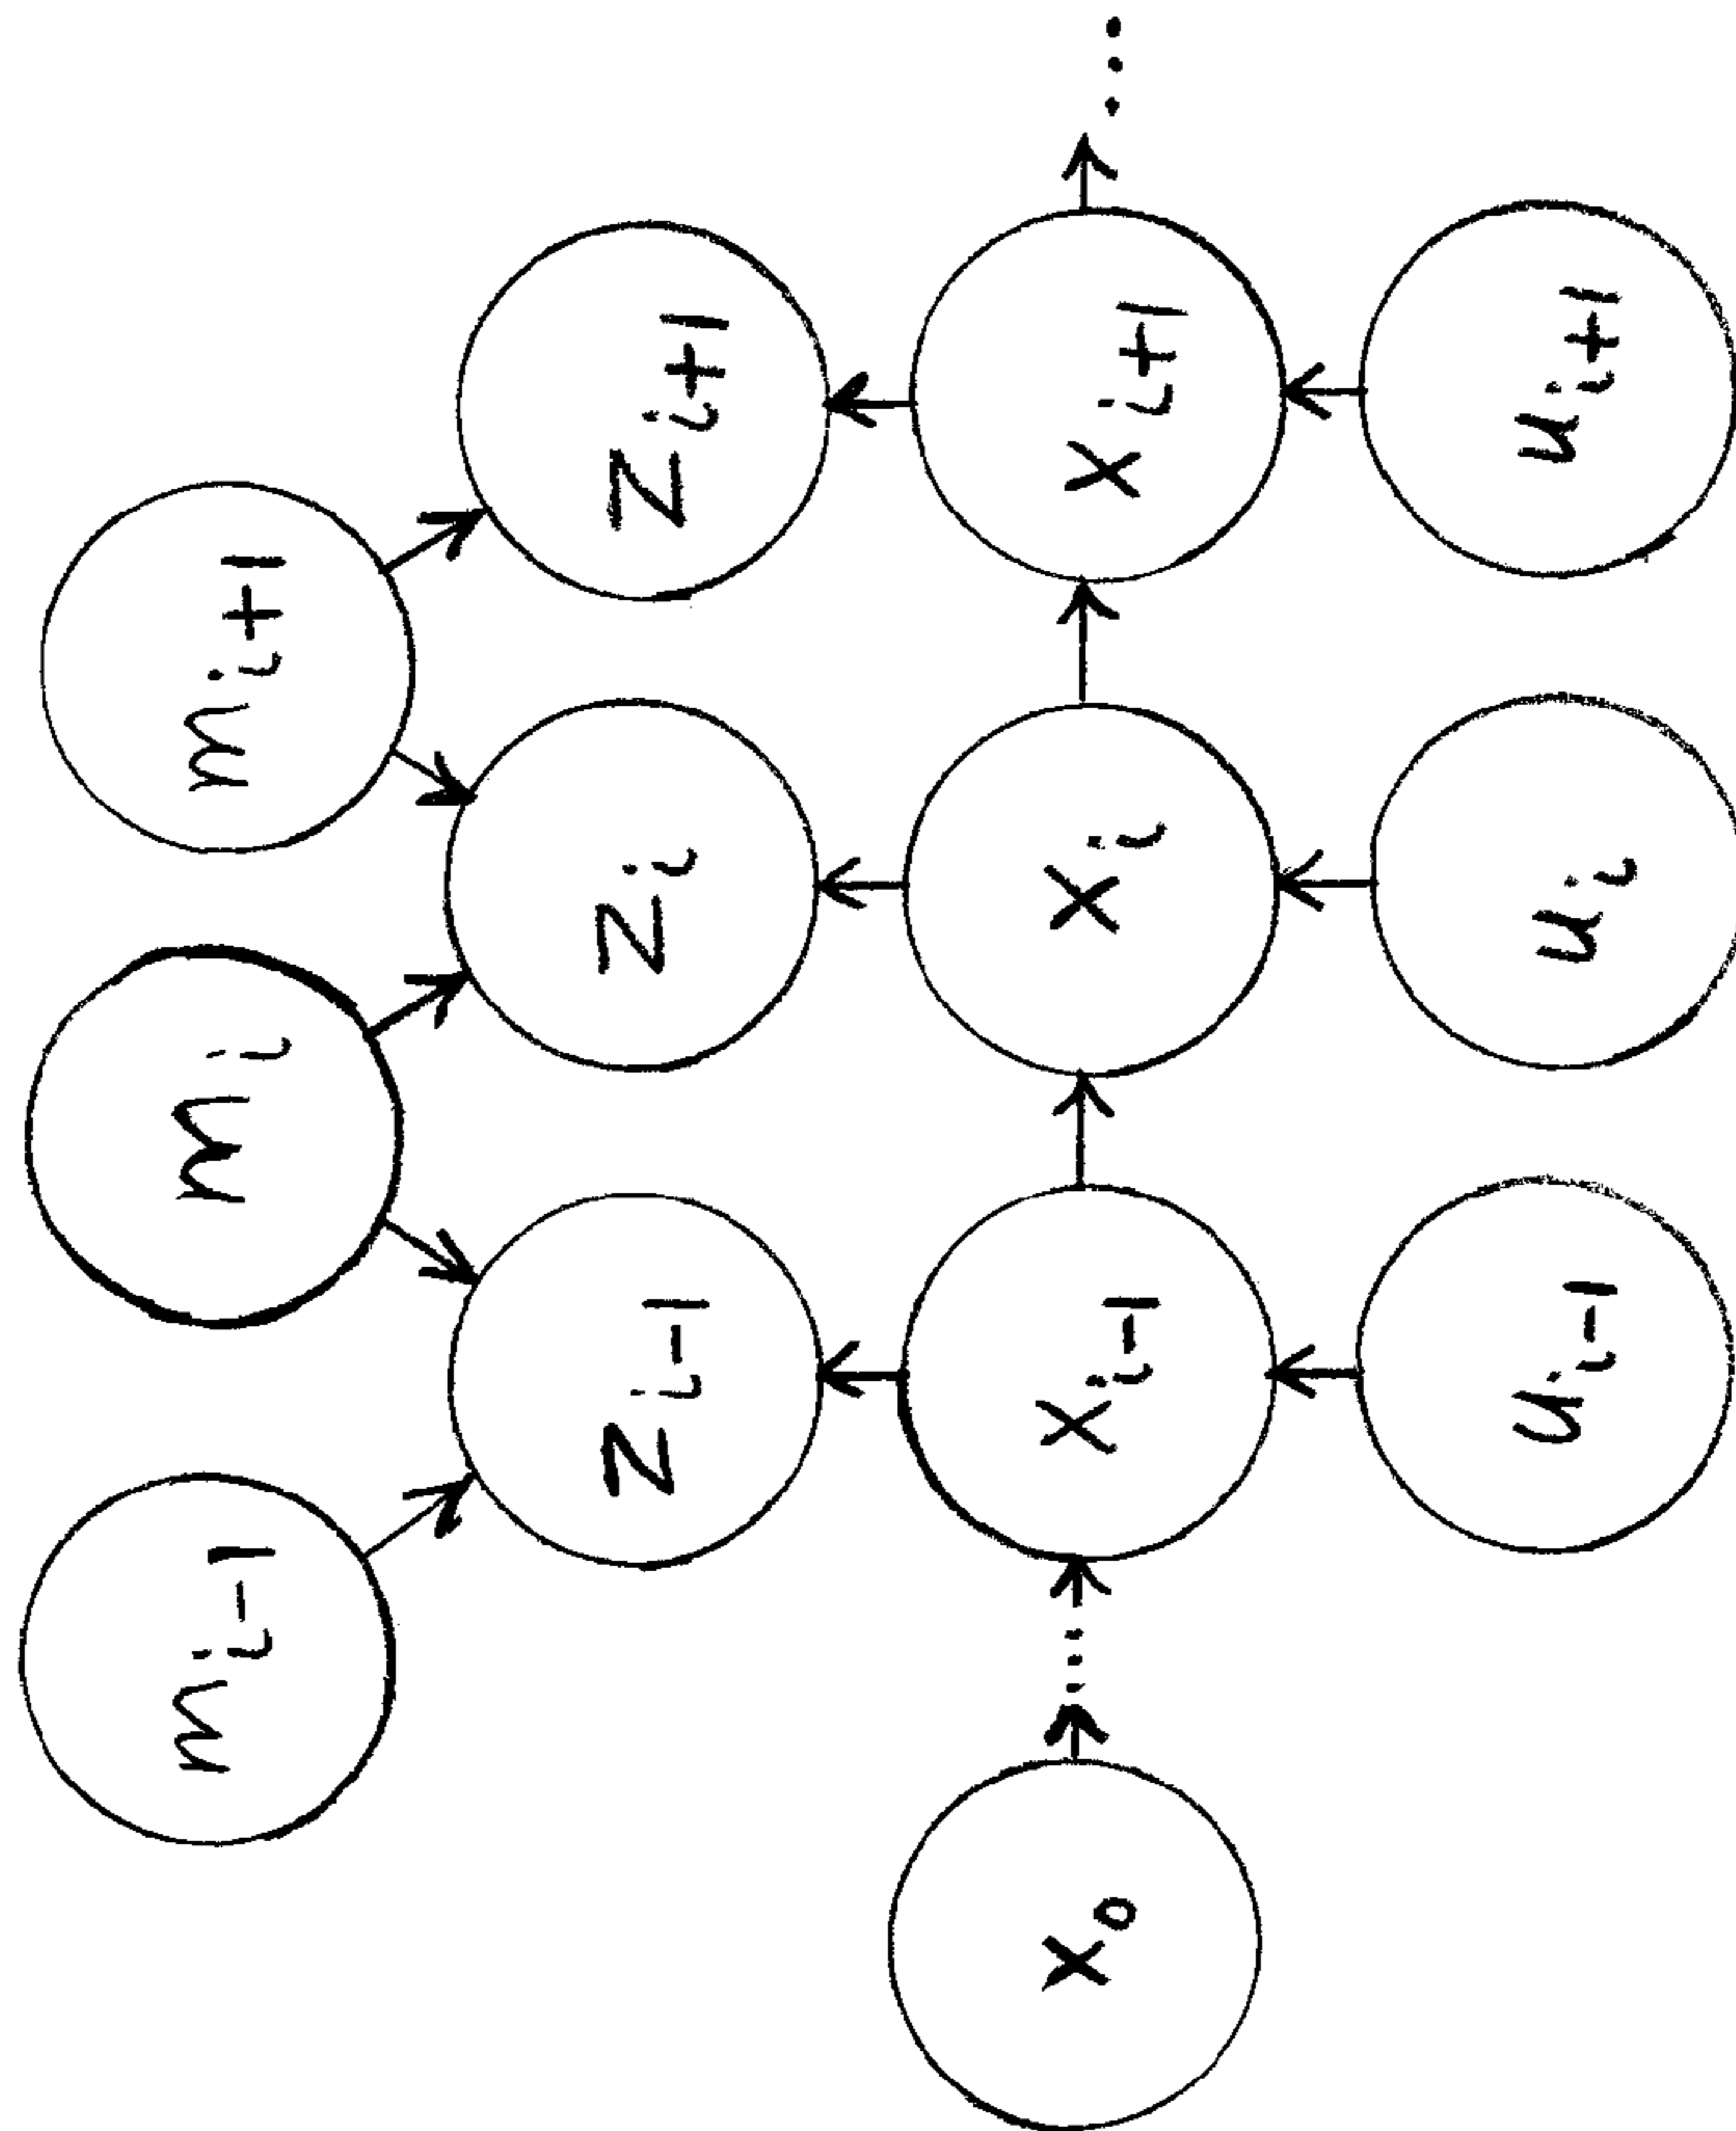 m_{i-1} m_i m_{i+1}
z_{i-1} z_i z_{i+1}
x_0 ... x_{i-1} x_i x_{i+1} ...
u_{i-1} u_i u_{i+1}